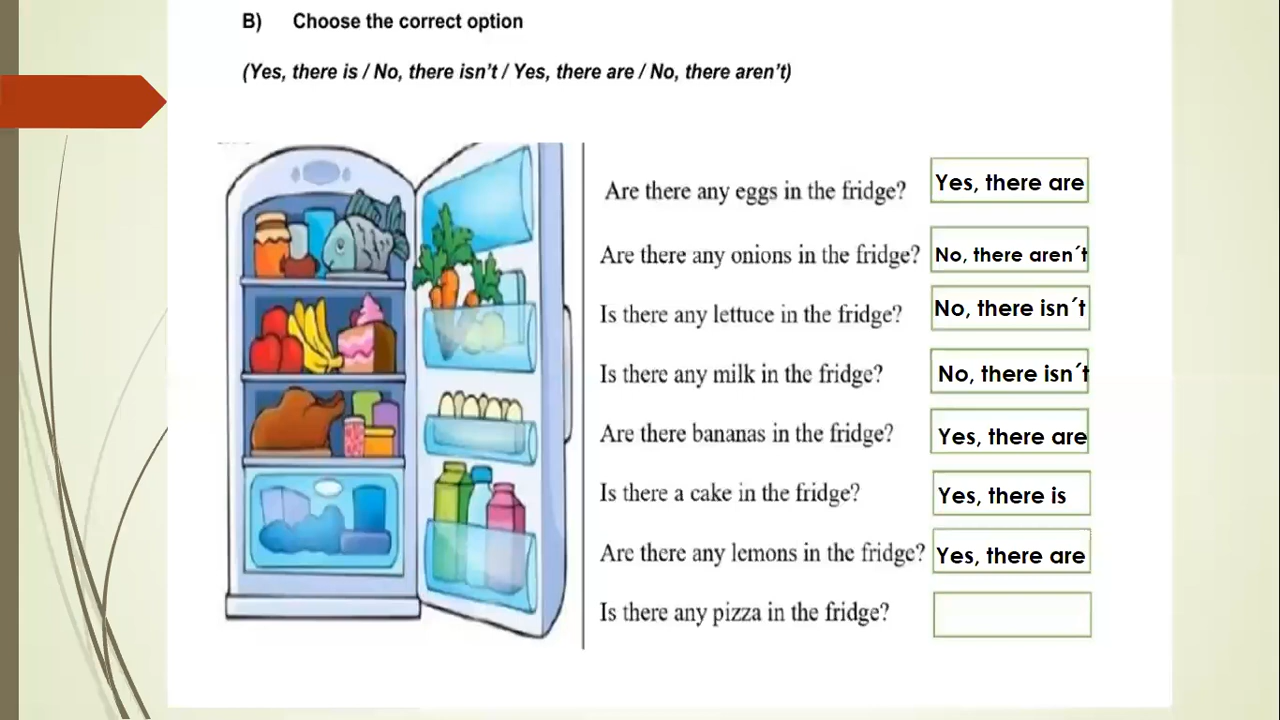 B) Choose the correct option
(Yes, there is / No, there isn't / Yes, there are / No, there aren't)
Are there any eggs in the fridge? Yes, there are
Are there any onions in the fridge? No, there aren´t
Is there any lettuce in the fridge? No, there isn´t
Is there any milk in the fridge? No, there isn´t
Are there bananas in the fridge? Yes, there are
Is there a cake in the fridge? Yes, there is
Are there any lemons in the fridge? Yes, there are
Is there any pizza in the fridge?